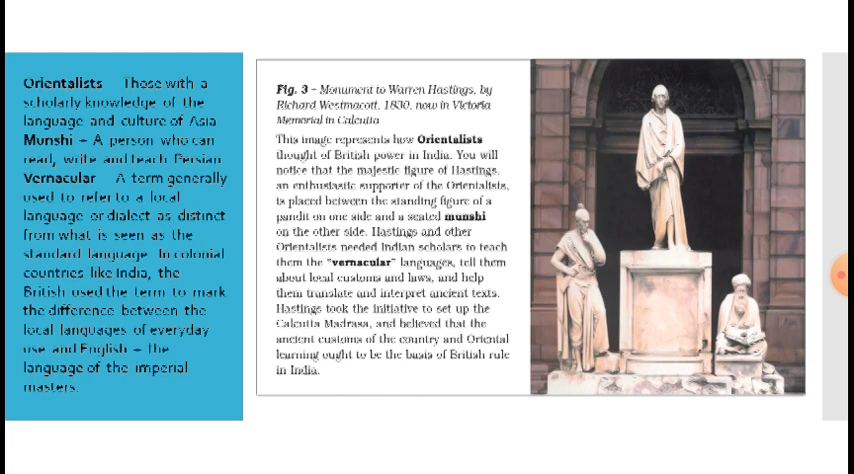 Orientalists – Those with a
scholarly knowledge of the
language and culture of Asia
Munshi – A person who can
read, write and teach Persian
Vernacular – A term generally
used to refer to a local
language or dialect as distinct
from what is seen as the
standard language. In colonial
countries like India, the
British used the term to mark
the difference between the
local languages of everyday
use and English – the
language of the imperial
masters.
Fig. 3 – Monument to Warren Hastings, by
Richard Westmacott, 1830, now in Victoria
Memorial in Calcutta
This image represents how Orientalists
thought of British power in India. You will
notice that the majestic figure of Hastings,
an enthusiastic supporter of the Orientalists,
is placed between the standing figure of a
pandit on one side and a seated munshi
on the other side. Hastings and other
Orientalists needed Indian scholars to teach
them the "vernacular" languages, tell them
about local customs and laws, and help
them translate and interpret ancient texts.
Hastings took the initiative to set up the
Calcutta Madrasa, and believed that the
ancient customs of the country and Oriental
learning ought to be the basis of British rule
in India.